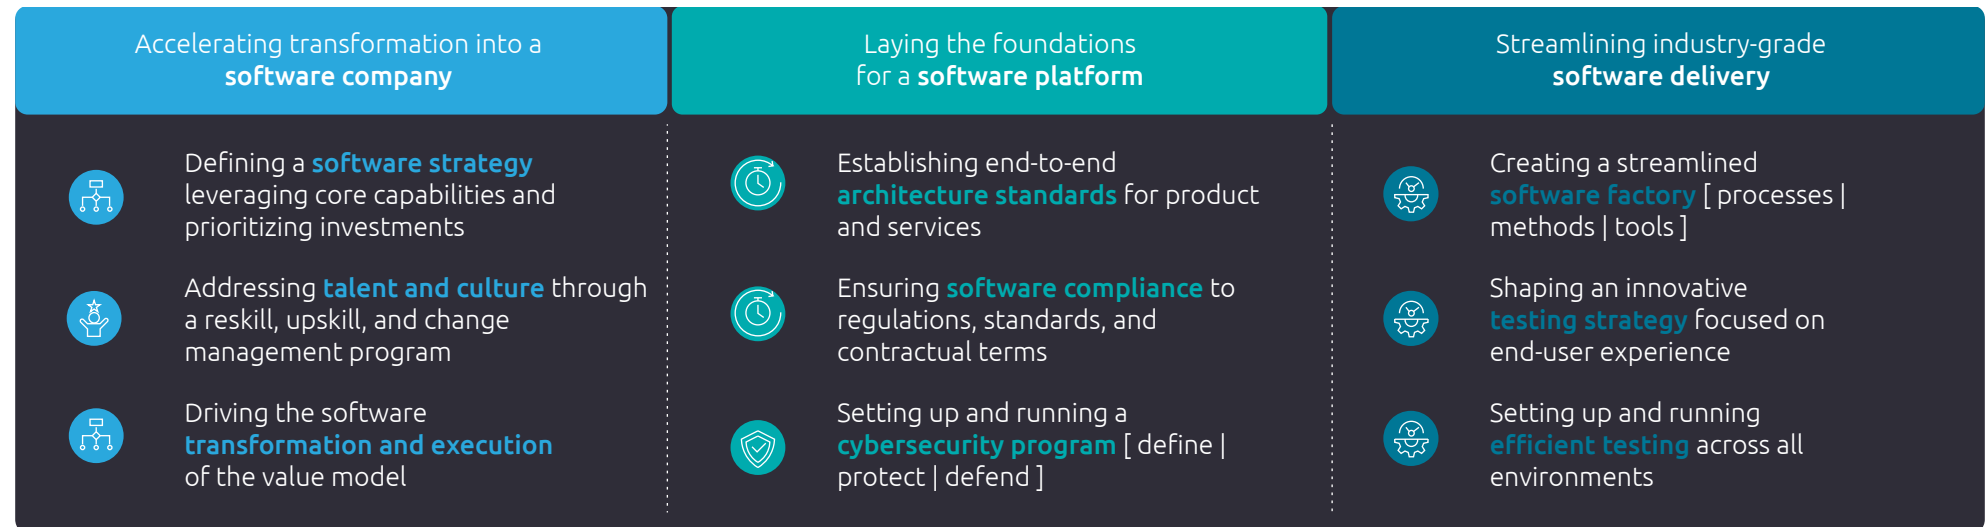 Accelerating transformation into a
software company
Defining a software strategy
leveraging core capabilities and
prioritizing investments
Addressing talent and culture through
a reskill, upskill, and change
management program
Driving the software
transformation and execution
of the value model
Laying the foundations
for a software platform
Establishing end-to-end
architecture standards for product
and services
Ensuring software compliance to
regulations, standards, and
contractual terms
Setting up and running a
cybersecurity program [ define |
protect | defend ]
Streamlining industry-grade
software delivery
Creating a streamlined
software factory [ processes |
methods | tools ]
Shaping an innovative
testing strategy focused on
end-user experience
Setting up and running
efficient testing across all
environments